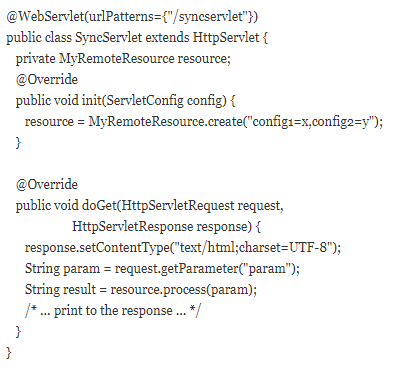 @WebServlet(urlPatterns={"/syncservlet"})
public class SyncServlet extends HttpServlet {
private MyRemoteResource resource;
@Override
public void init(ServletConfig config) {
resource = MyRemoteResource.create("config1=x,config2=y");
}
@Override
public void doGet(HttpServletRequest request,
HttpServletResponse response) {
response.setContentType("text/html;charset=UTF-8");
String param = request.getParameter("param");
String result = resource.process(param);
/* ... print to the response ... */
}
}